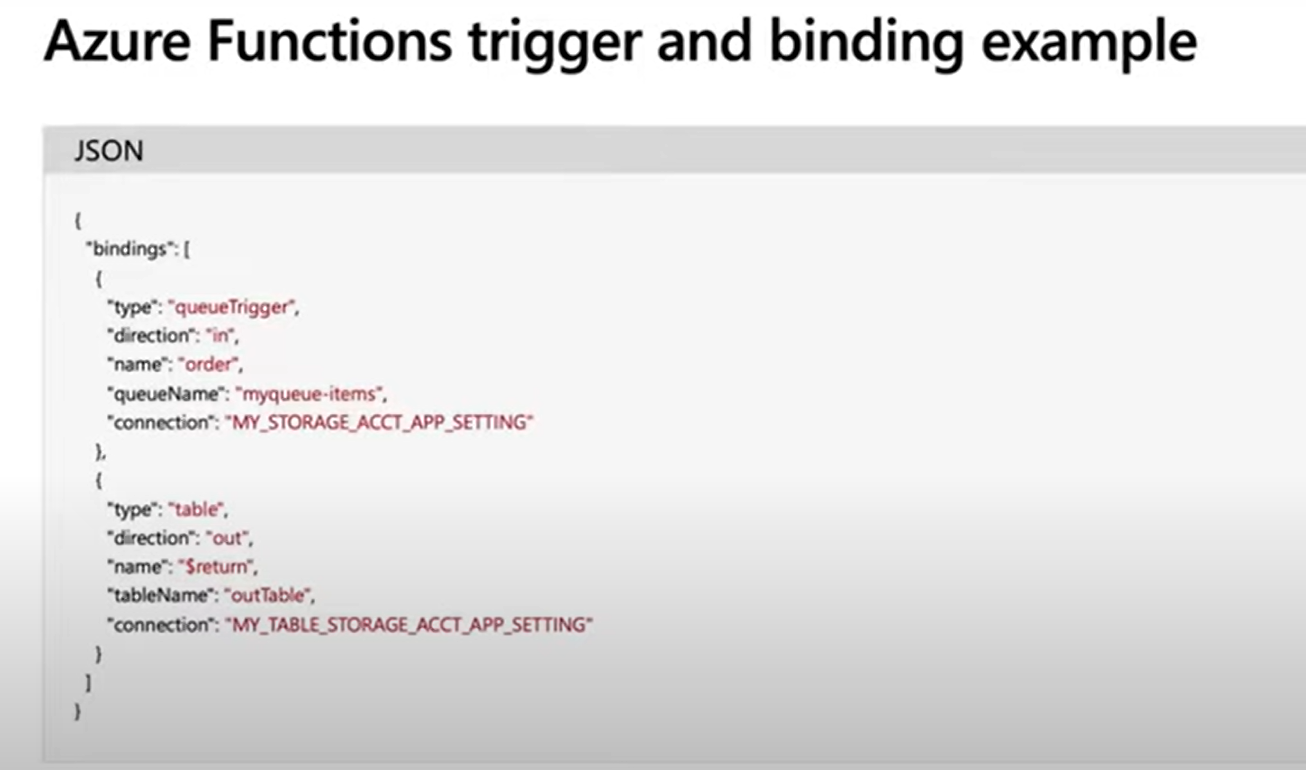 Azure Functions trigger and binding example
JSON
{
"bindings": [
{
"type": "queueTrigger",
"direction": "in",
"name": "order",
"queueName": "myqueue-items",
"connection": "MY_STORAGE_ACCT_APP_SETTING"
},
{
"type": "table",
"direction": "out",
"name": "$return",
"tableName": "outTable",
"connection": "MY_TABLE_STORAGE_ACCT_APP_SETTING"
}
]
}